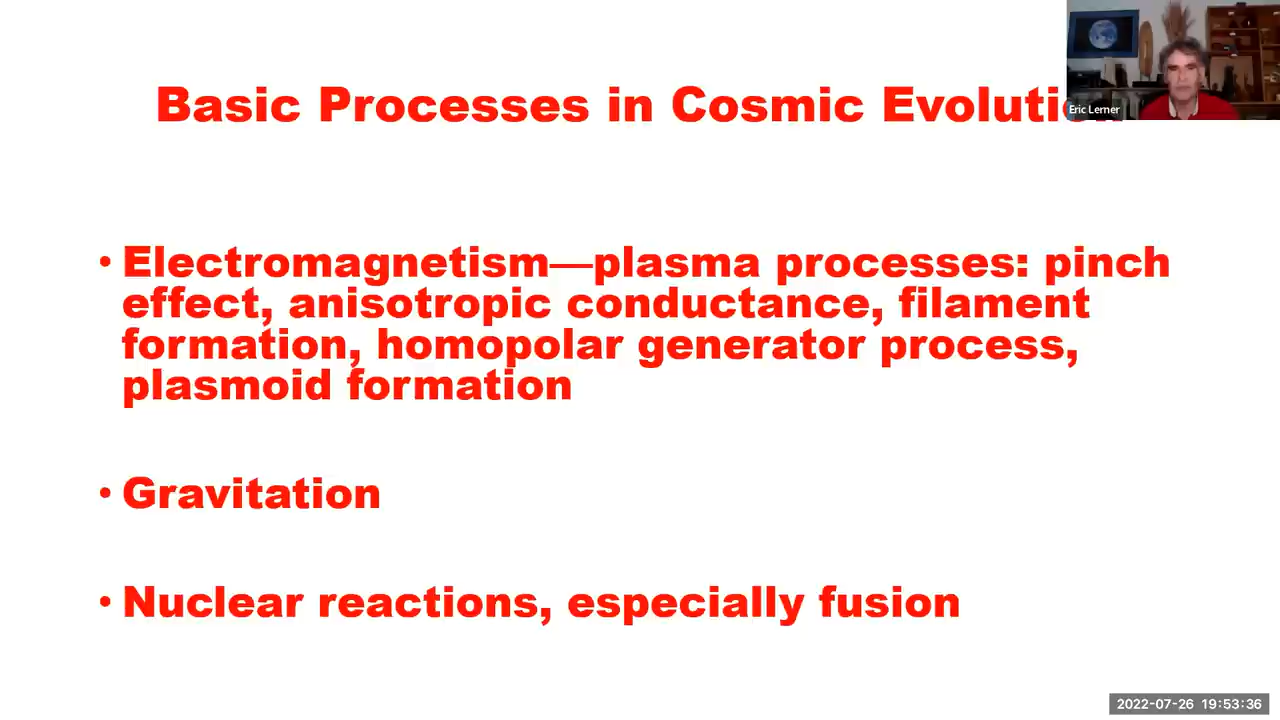 Basic Processes in Cosmic Evolution
Eric Lerner
• Electromagnetism—plasma processes: pinch
effect, anisotropic conductance, filament
formation, homopolar generator process,
plasmoid formation
• Gravitation
• Nuclear reactions, especially fusion
2022-07-26 19:53:36